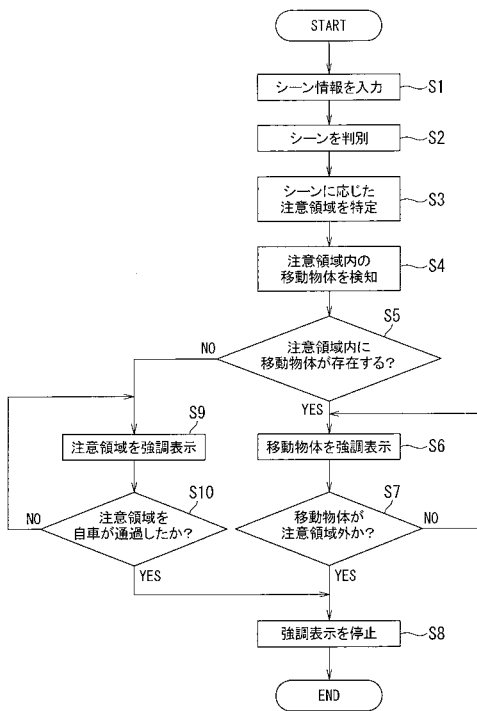 START
シーン情報を入力
S1
シーンを判別
S2
シーンに応じた
注意領域を特定
S3
注意領域内の
移動物体を検知
S4
S5
注意領域内に
移動物体が存在する?
NO
YES
S9
注意領域を強調表示
移動物体を強調表示
S6
S10
注意領域を
自車が通過したか?
NO
YES
S7
移動物体が
注意領域外か?
NO
YES
強調表示を停止
S8
END